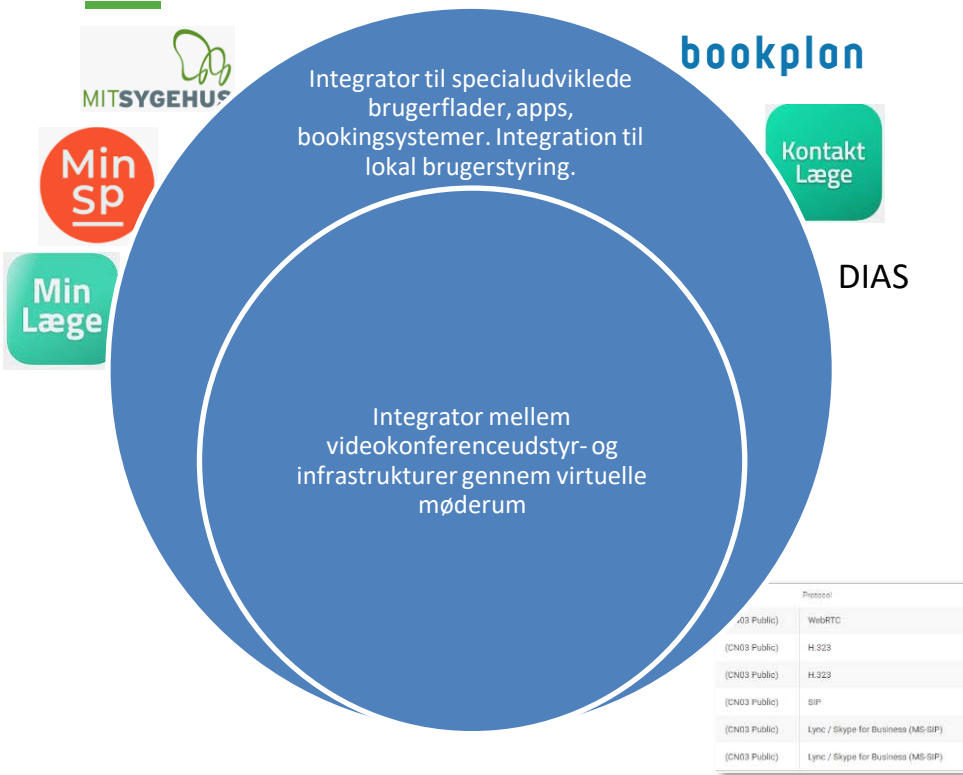 MITSYGEHUS
Min
SP
Min
Læge
bookplan
Kontakt
Læge
DIAS
Integrator til specialudviklede
brugerflader, apps,
bookingsystemer. Integration til
lokal brugerstyring.
Integrator mellem
videokonferenceudstyr- og
infrastrukturer gennem virtuelle
møderum
Protocol
03 Public) WebRTC
(CN03 Public) H.323
(CN03 Public) H.323
(CN03 Public) SIP
(CN03 Public) Lync / Skype for Business (MS-SIP)
(CN03 Public) Lync / Skype for Business (MS-SIP)